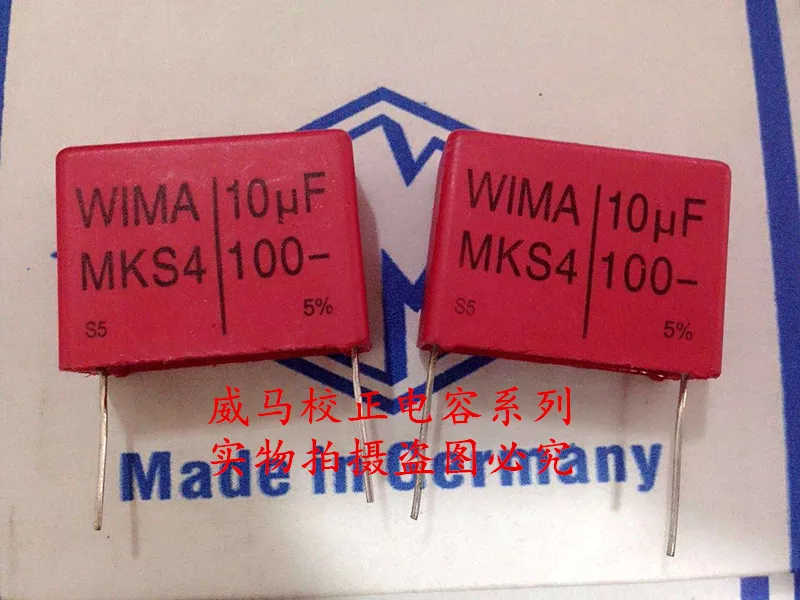 WIMA 10µF
MKS4 100–
S5 5%
WIMA 10µF
MKS4 100–
S5 5%
威马校正电容系列
实物拍摄盗图必究
Made in Germany